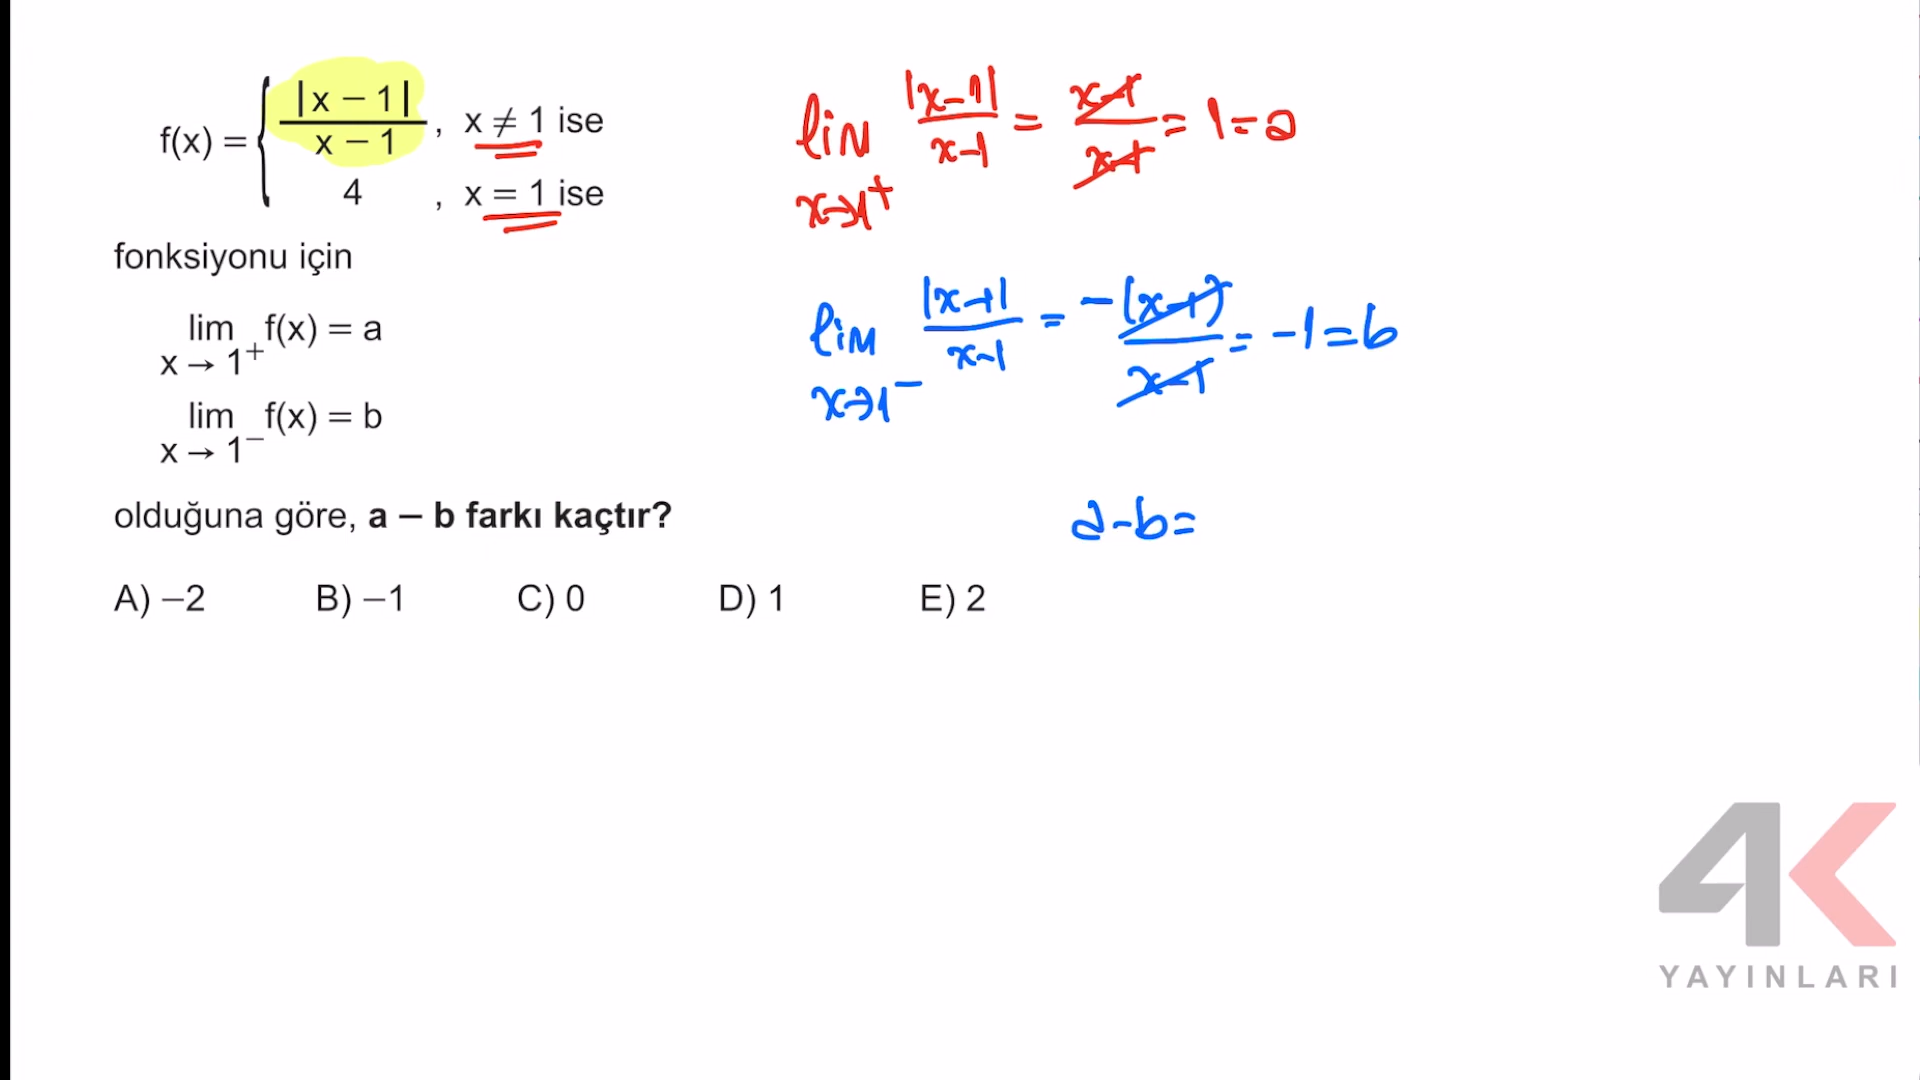 f(x) = { |x − 1| / x − 1 , x ≠ 1 ise
4 , x = 1 ise
fonksiyonu için
lim x → 1⁺ f(x) = a
lim x → 1⁻ f(x) = b
olduğuna göre, a − b farkı kaçtır?
A) −2 B) −1 C) 0 D) 1 E) 2
lim x→1⁺ |x−1| / x−1 = x−1 / x−1 = 1 = a
lim x→1⁻ |x−1| / x−1 = −(x−1) / x−1 = −1 = b
a−b=
4K
YAYINLARI